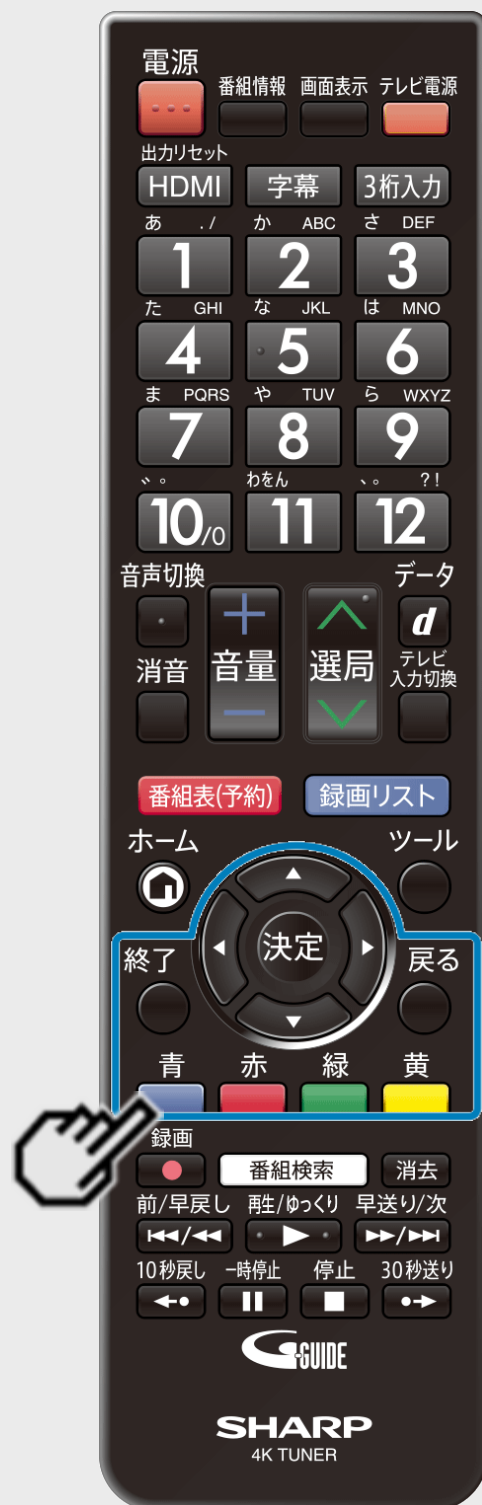 電源
番組情報 画面表示 テレビ電源
出力リセット
HDMI 字幕 3桁入力
あ ./ か ABC さ DEF
1 2 3
た GHI な JKL は MNO
4 5 6
ま PQRS や TUV ら WXYZ
7 8 9
゛゜ わをん 、。 ?!
10/0 11 12
音声切換 データ
+ d
消音 音量 選局 テレビ
入力切換
−
番組表(予約) 録画リスト
ホーム ツール
決定
終了 戻る
青 赤 緑 黄
録画
番組検索 消去
前/早戻し 再生/ゆっくり 早送り/次
10秒戻し 一時停止 停止 30秒送り
G-GUIDE
SHARP
4K TUNER